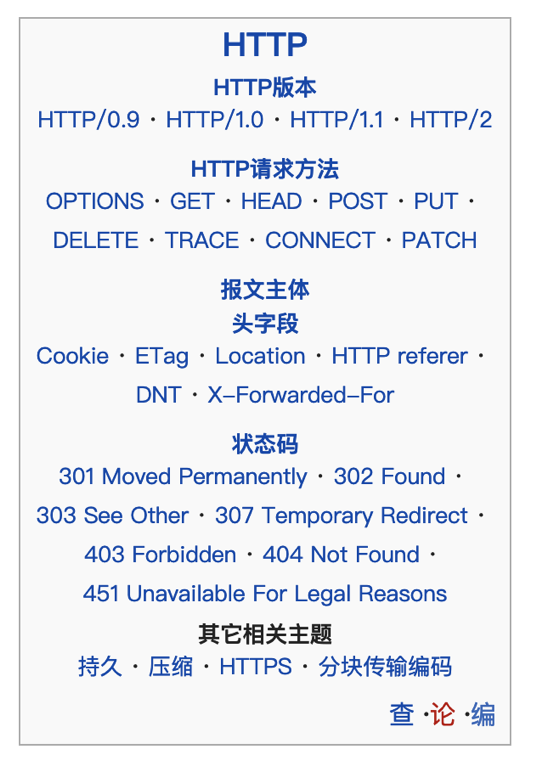 HTTP
HTTP版本
HTTP/0.9 · HTTP/1.0 · HTTP/1.1 · HTTP/2
HTTP请求方法
OPTIONS · GET · HEAD · POST · PUT ·
DELETE · TRACE · CONNECT · PATCH
报文主体
头字段
Cookie · ETag · Location · HTTP referer ·
DNT · X-Forwarded-For
状态码
301 Moved Permanently · 302 Found ·
303 See Other · 307 Temporary Redirect ·
403 Forbidden · 404 Not Found ·
451 Unavailable For Legal Reasons
其它相关主题
持久 · 压缩 · HTTPS · 分块传输编码
查 ·论 ·编